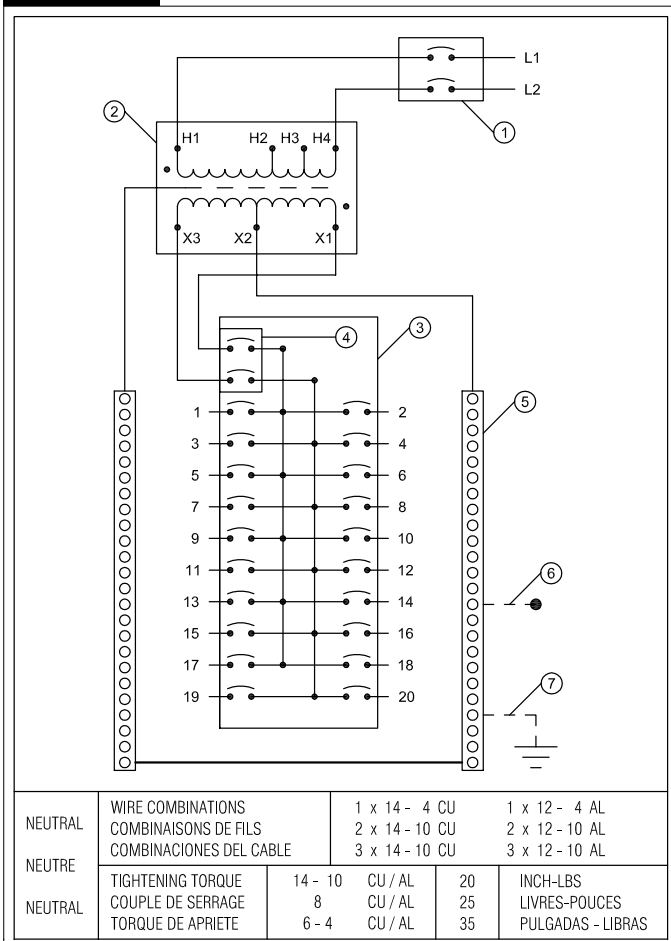 L1
L2
1
2
H1 H2 H3 H4
X3 X2 X1
3
4
5
1 2
3 4
5 6
7 8
9 10
11 12
13 14
15 16
17 18
19 20
6
7
NEUTRAL
NEUTRE
NEUTRAL
WIRE COMBINATIONS 1 x 14 - 4 CU 1 x 12 - 4 AL
COMBINAISONS DE FILS 2 x 14 - 10 CU 2 x 12 - 10 AL
COMBINACIONES DEL CABLE 3 x 14 - 10 CU 3 x 12 - 10 AL
TIGHTENING TORQUE 14 - 10 CU / AL 20 INCH-LBS
COUPLE DE SERRAGE 8 CU / AL 25 LIVRES-POUCES
TORQUE DE APRIETE 6 - 4 CU / AL 35 PULGADAS - LIBRAS